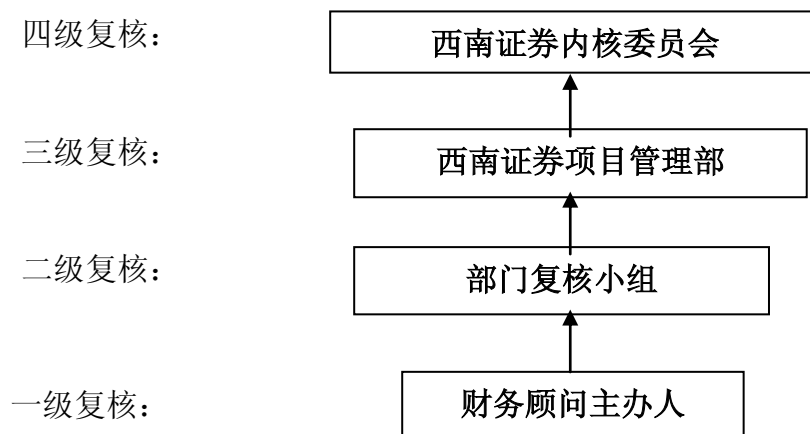 四级复核： 西南证券内核委员会
三级复核： 西南证券项目管理部
二级复核： 部门复核小组
一级复核： 财务顾问主办人